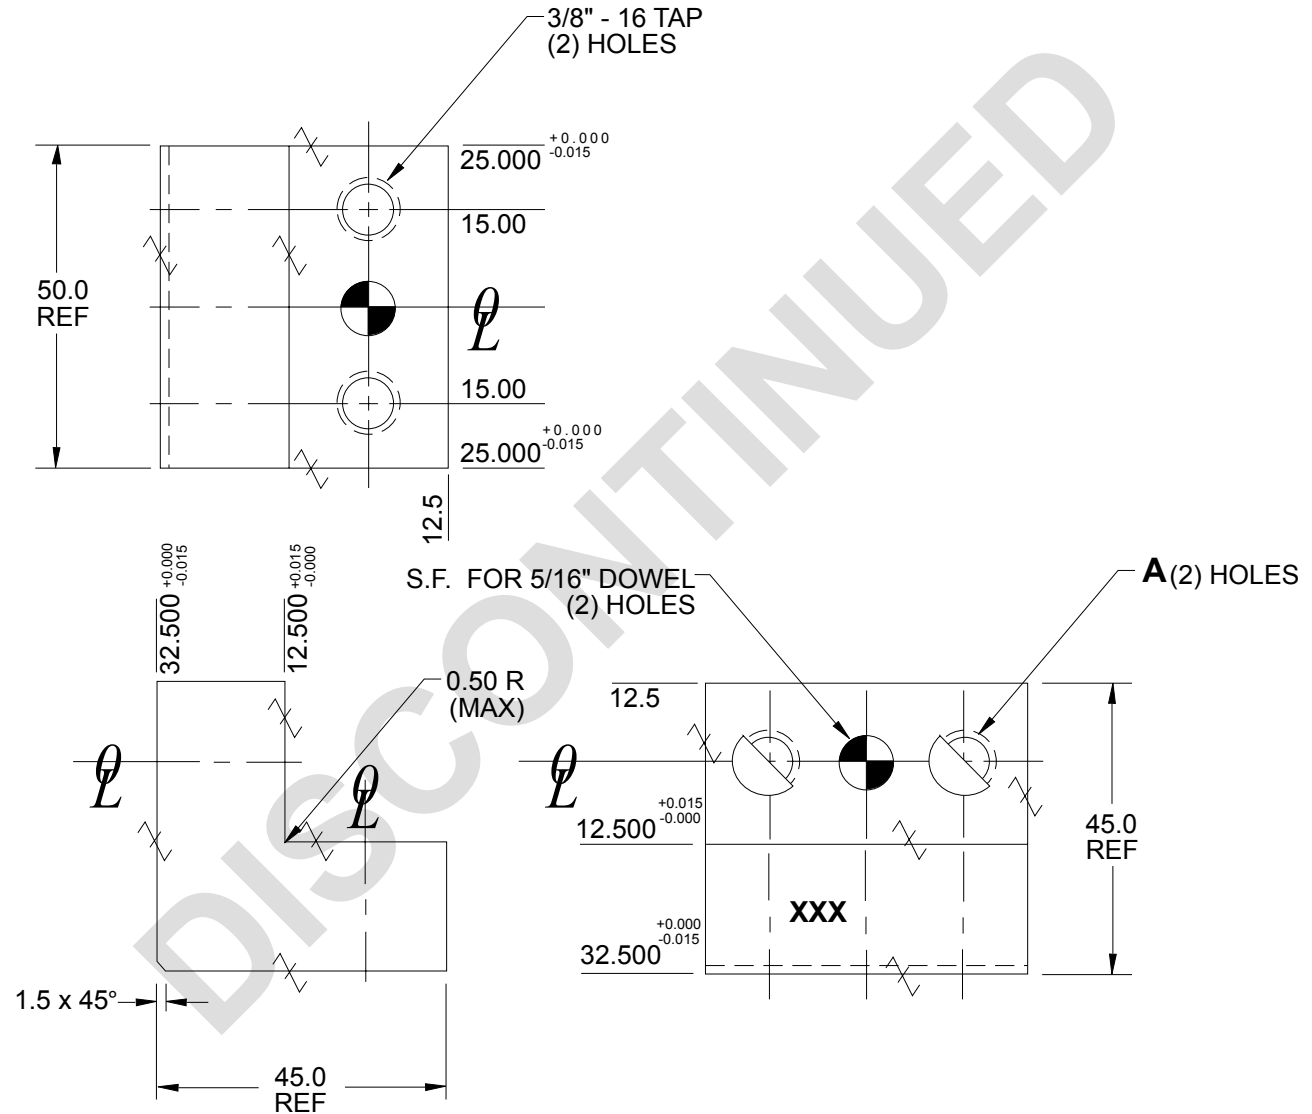 3/8" - 16 TAP
(2) HOLES
25.000 +0.000
-0.015
15.00
50.0
REF
15.00
25.000 +0.000
-0.015
12.5
32.500 +0.000
-0.015
12.500 +0.015
-0.000
S.F. FOR 5/16" DOWEL
(2) HOLES
A (2) HOLES
0.50 R
(MAX)
12.5
12.500 +0.015
-0.000
45.0
REF
XXX
32.500 +0.000
-0.015
1.5 x 45°
45.0
REF
DISCONTINUED